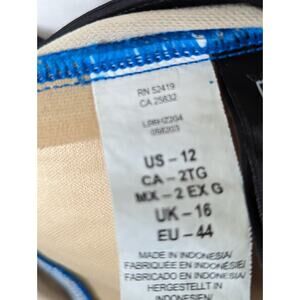 RN 52419
CA 25832
US – 12
CA – 2TG
MX – 2 EX G
UK – 16
EU – 44
MADE IN INDONESIA/
FABRIQUÉ EN INDONÉSIE/
FABRICADO EN INDONESIA/
HERGESTELLT IN